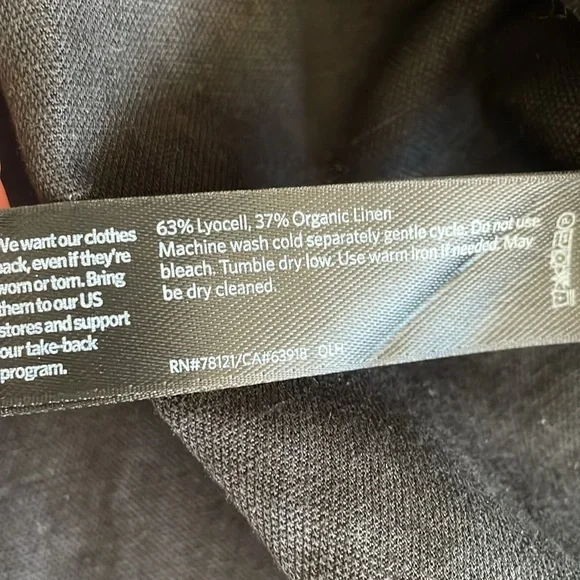 We want our clothes
back, even if they're
worn or torn. Bring
them to our US
stores and support
our take-back
program.
63% Lyocell, 37% Organic Linen
Machine wash cold separately gentle cycle. Do not use
bleach. Tumble dry low. Use warm iron if needed. May
be dry cleaned.
RN#78121/CA#63918 OLH